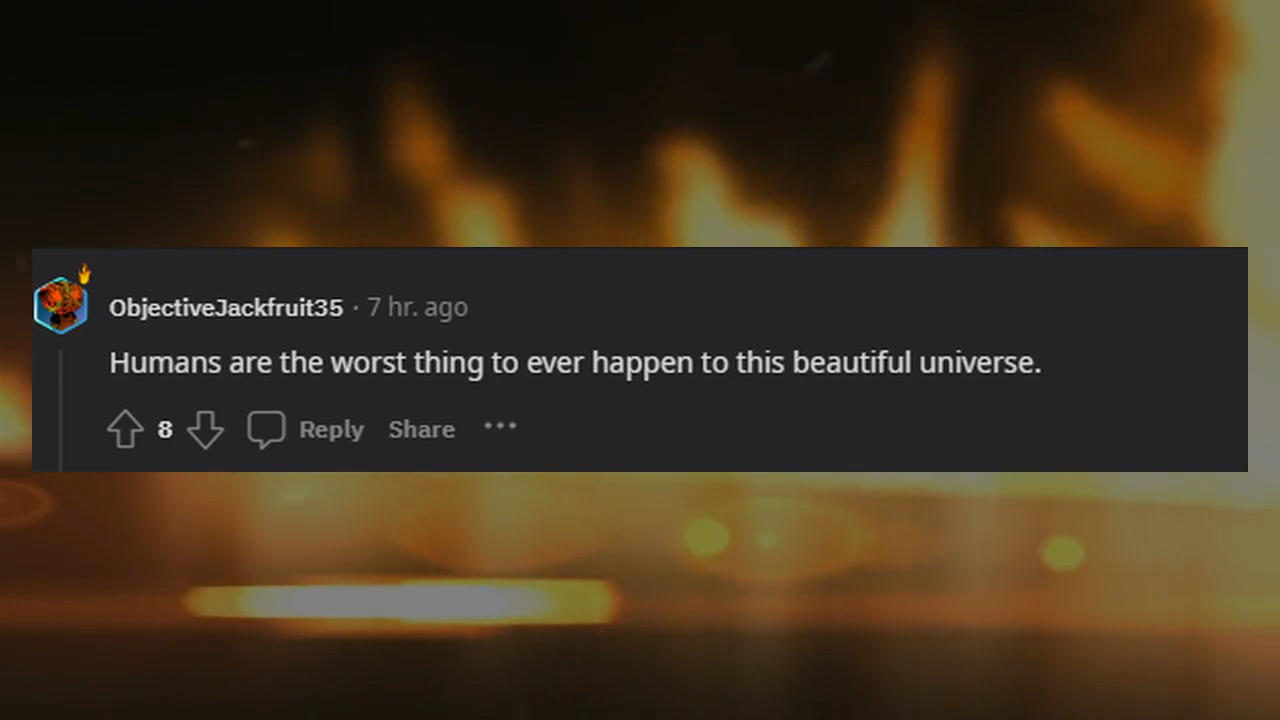 ObjectiveJackfruit35 · 7 hr. ago
Humans are the worst thing to ever happen to this beautiful universe.
8 Reply Share ···